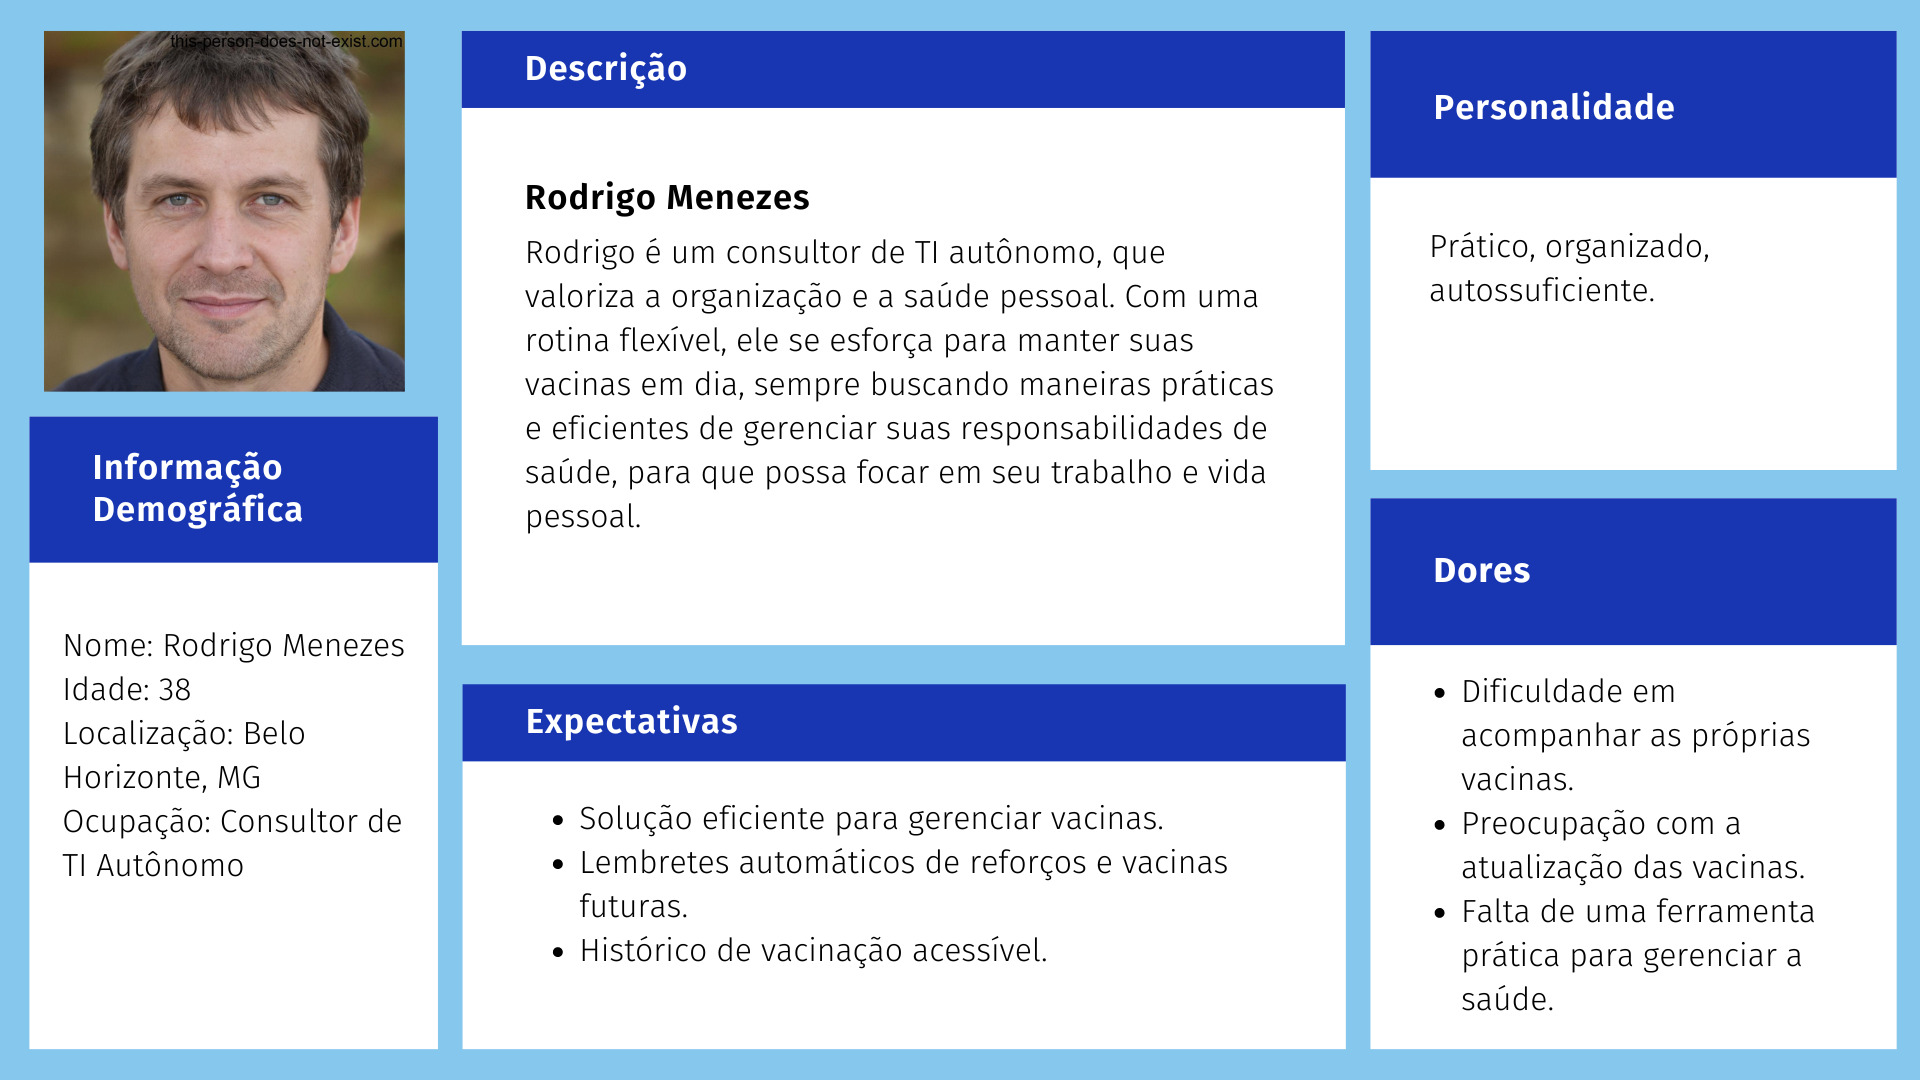 this-person-does-not-exist.com
Informação
Demográfica
Nome: Rodrigo Menezes
Idade: 38
Localização: Belo
Horizonte, MG
Ocupação: Consultor de
TI Autônomo
Descrição
Rodrigo Menezes
Rodrigo é um consultor de TI autônomo, que
valoriza a organização e a saúde pessoal. Com uma
rotina flexível, ele se esforça para manter suas
vacinas em dia, sempre buscando maneiras práticas
e eficientes de gerenciar suas responsabilidades de
saúde, para que possa focar em seu trabalho e vida
pessoal.
Expectativas
• Solução eficiente para gerenciar vacinas.
• Lembretes automáticos de reforços e vacinas
futuras.
• Histórico de vacinação acessível.
Personalidade
Prático, organizado,
autossuficiente.
Dores
• Dificuldade em
acompanhar as próprias
vacinas.
• Preocupação com a
atualização das vacinas.
• Falta de uma ferramenta
prática para gerenciar a
saúde.